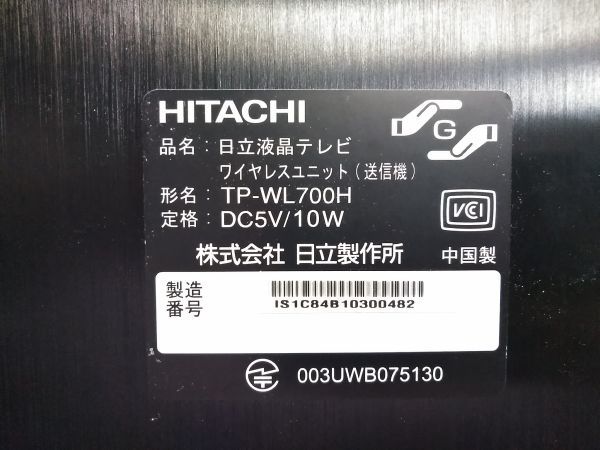 HITACHI
G
品名：日立液晶テレビ
ワイヤレスユニット(送信機)
形名：TP-WL700H
定格：DC5V/10W
VCI
株式会社 日立製作所
中国製
製造
番号
IS1C84B10300482
003UWB075130